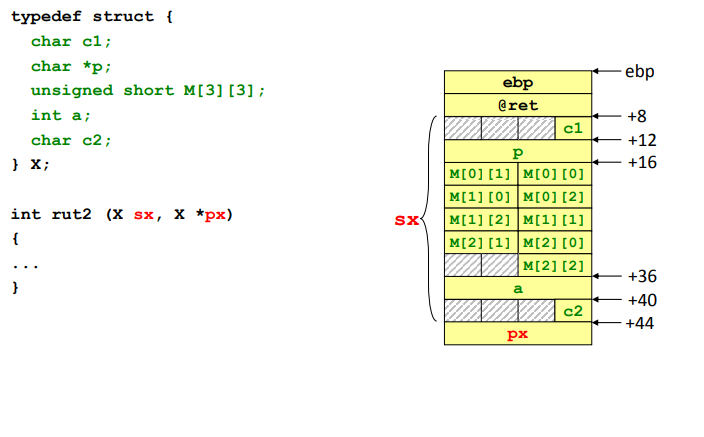 typedef struct {
char c1;
char *p;
unsigned short M[3][3];
int a;
char c2;
} X;
int rut2 (X sx, X *px)
{
...
}
ebp
ebp
@ret
+8
c1
+12
p
+16
M[0][1] M[0][0]
M[1][0] M[0][2]
sx
M[1][2] M[1][1]
M[2][1] M[2][0]
M[2][2]
+36
a
+40
c2
+44
px